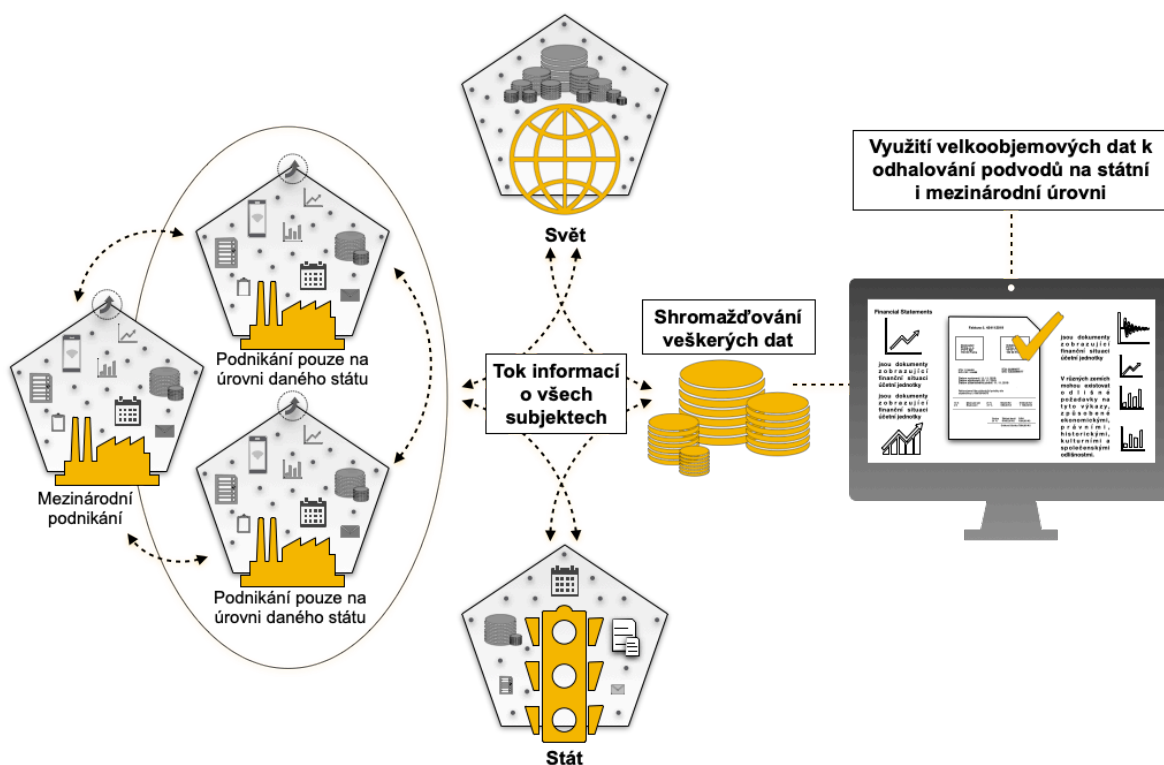 Svět
Využití velkoobjemových dat k
odhalování podvodů na státní
i mezinárodní úrovni
Podnikání pouze na
úrovni daného státu
Mezinárodní
podnikání
Podnikání pouze na
úrovni daného státu
Tok informací
o všech
subjektech
Shromažďování
veškerých dat
Stát
Financial Statements
jsou dokumenty
zobrazující
finanční situaci
účetní jednotky
jsou dokumenty
zobrazující
finanční situaci
účetní jednotky
jsou dokumenty
zobrazující
finanční situaci
účetní jednotky
V různých zemích
mohou existovat
odlišné
požadavky na
tyto výkazy,
způsobené
ekonomickými,
právními,
historickými,
kulturními a
společenskými
odlišnostmi.